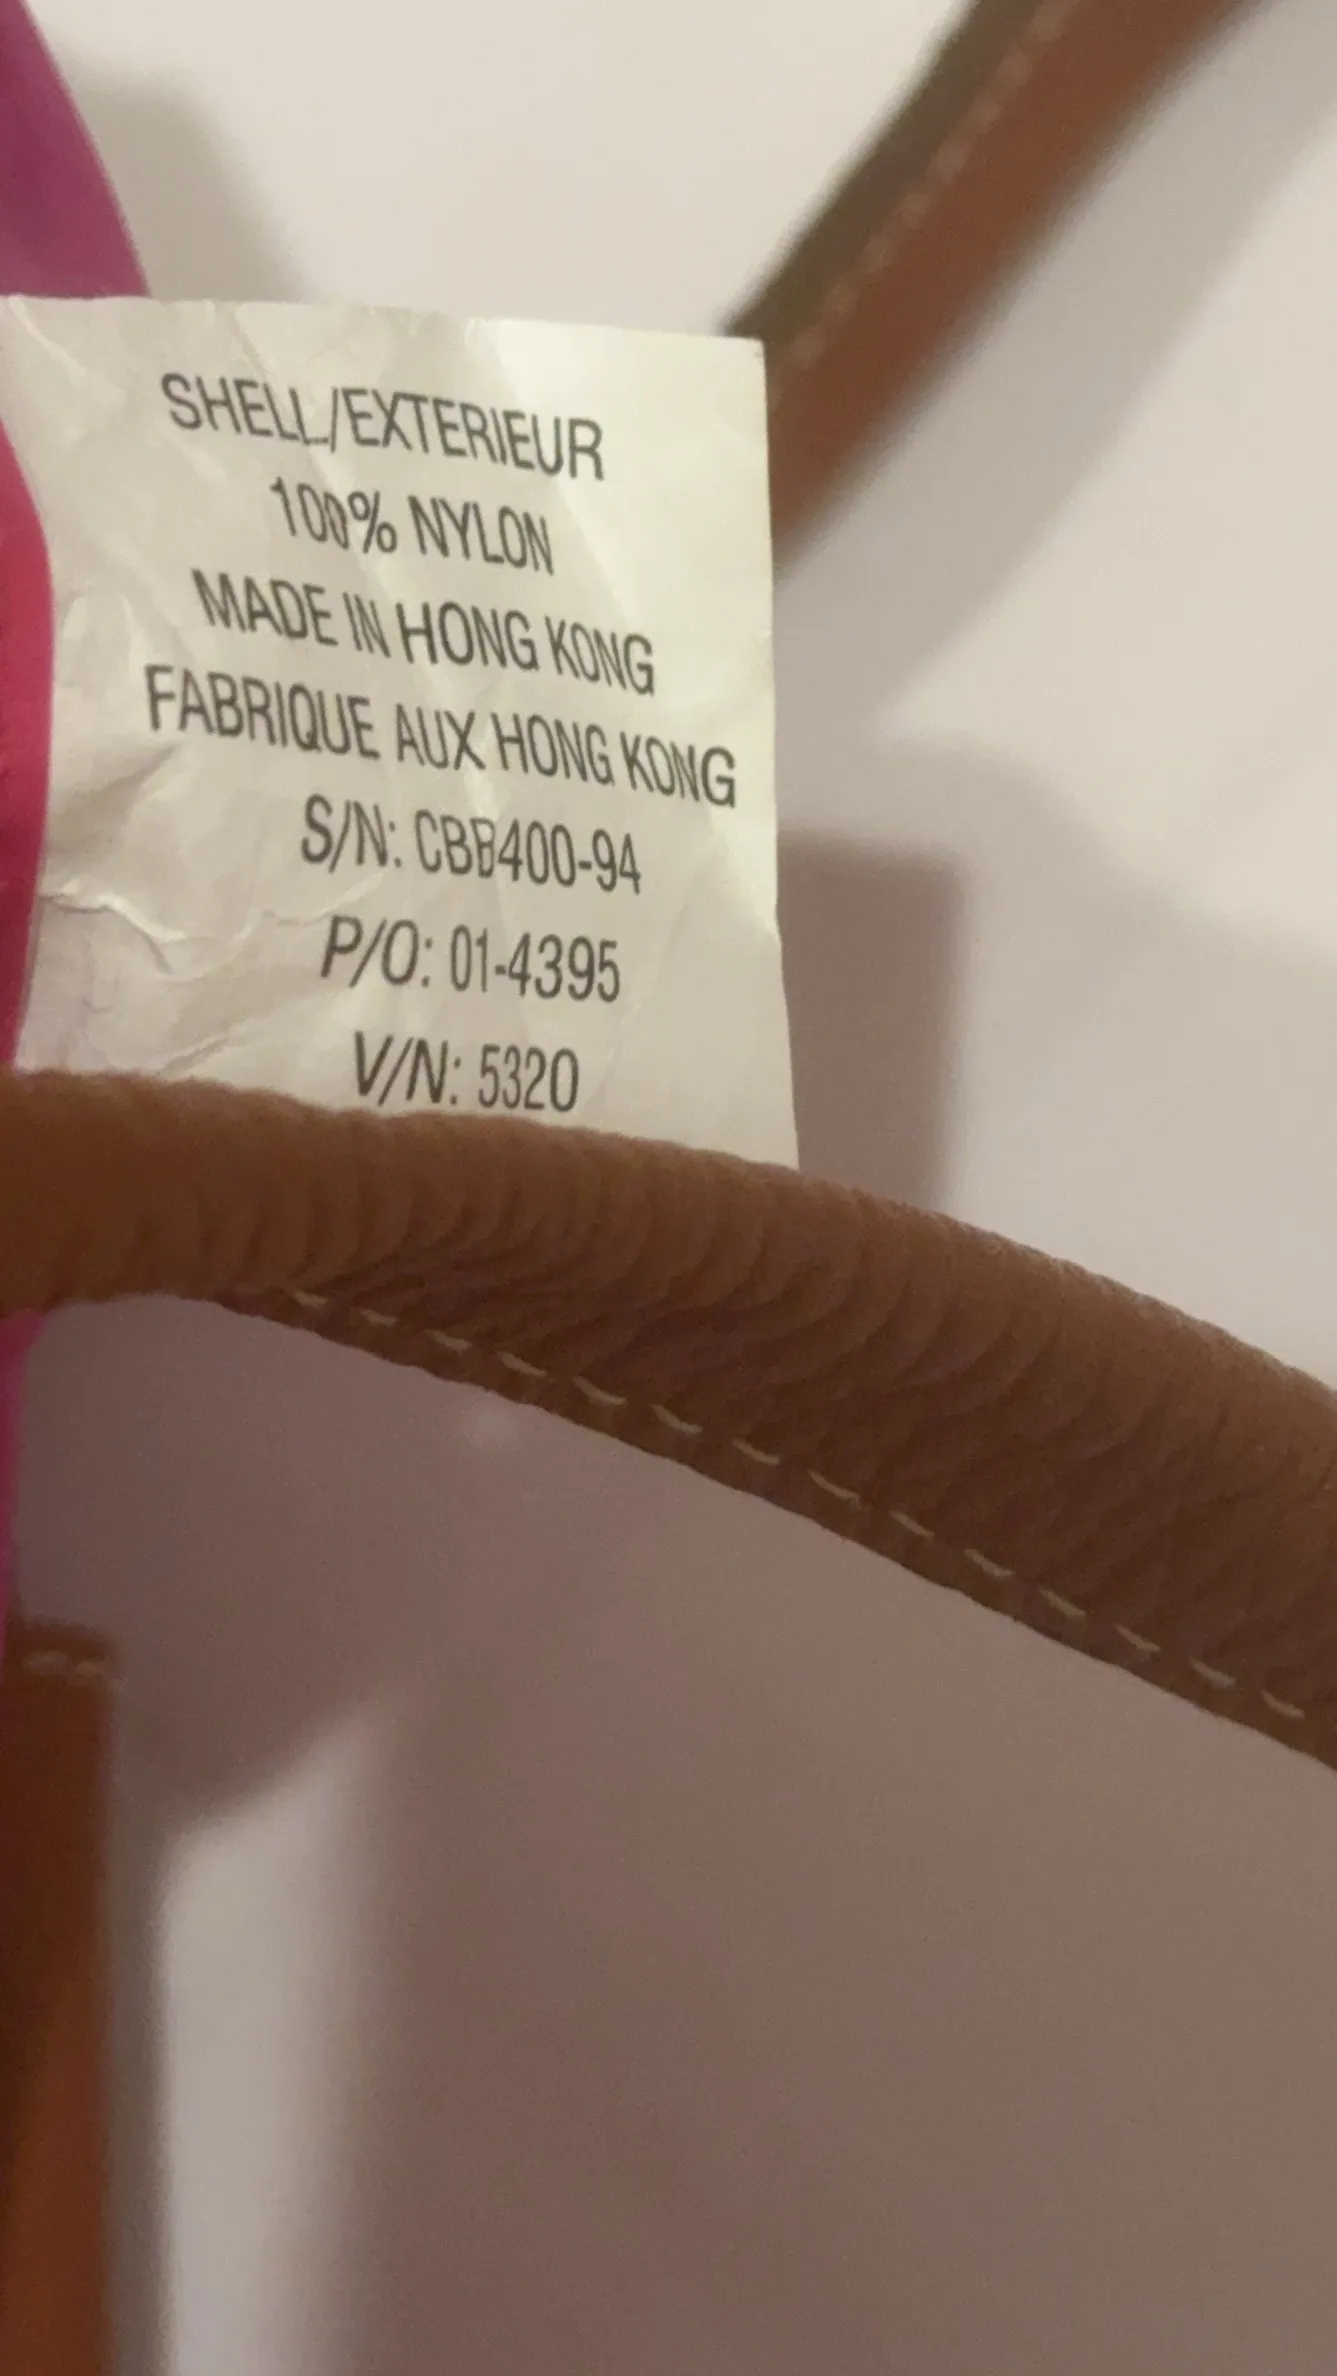 SHELL/EXTERIEUR
100% NYLON
MADE IN HONG KONG
FABRIQUE AUX HONG KONG
S/N: CBB400-94
P/O: 01-4395
V/N: 5320